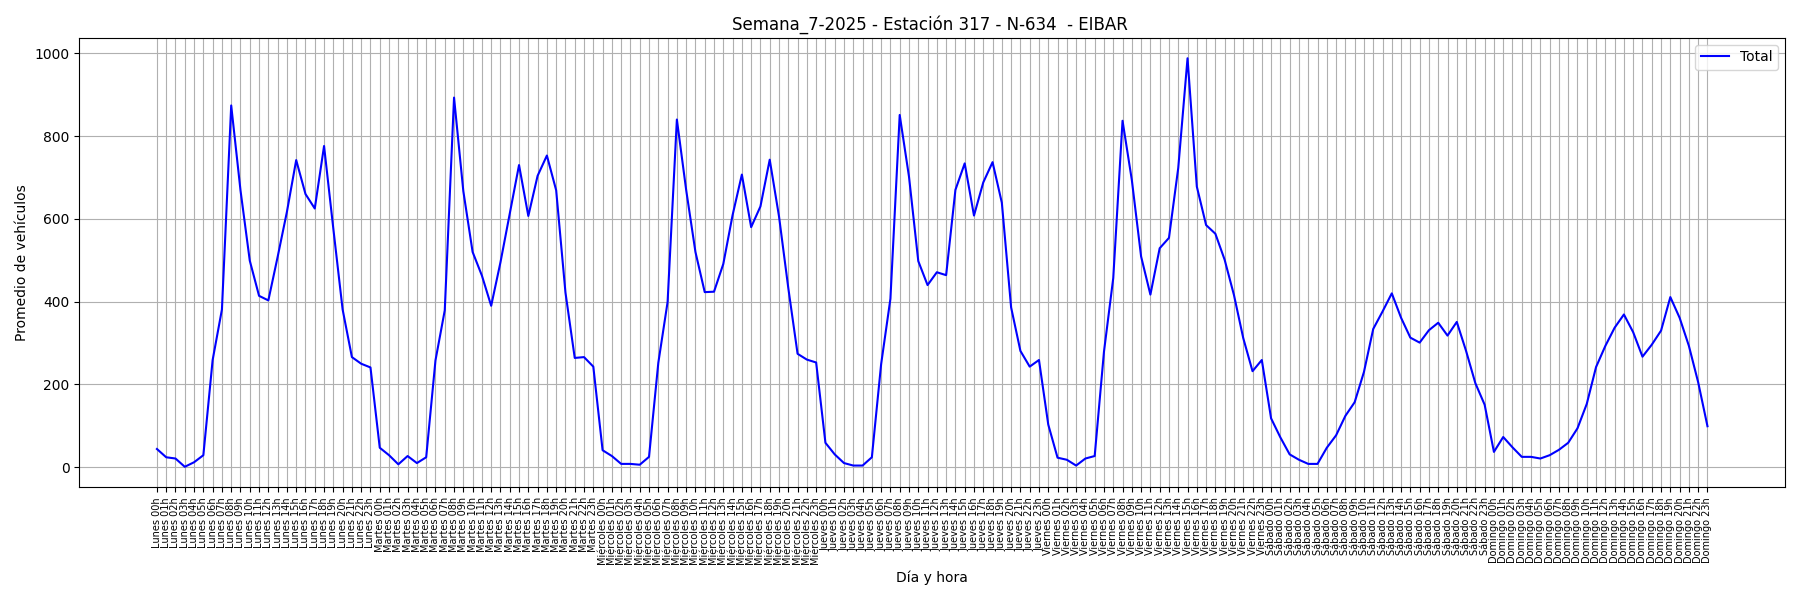 Semana_7-2025 - Estación 317 - N-634  - EIBAR
Total
Promedio de vehículos
1000
800
600
400
200
0
Lunes 00h
Lunes 01h
Lunes 02h
Lunes 03h
Lunes 04h
Lunes 05h
Lunes 06h
Lunes 07h
Lunes 08h
Lunes 09h
Lunes 10h
Lunes 11h
Lunes 12h
Lunes 13h
Lunes 14h
Lunes 15h
Lunes 16h
Lunes 17h
Lunes 18h
Lunes 19h
Lunes 20h
Lunes 21h
Lunes 22h
Lunes 23h
Martes 00h
Martes 01h
Martes 02h
Martes 03h
Martes 04h
Martes 05h
Martes 06h
Martes 07h
Martes 08h
Martes 09h
Martes 10h
Martes 11h
Martes 12h
Martes 13h
Martes 14h
Martes 15h
Martes 16h
Martes 17h
Martes 18h
Martes 19h
Martes 20h
Martes 21h
Martes 22h
Martes 23h
Miércoles 00h
Miércoles 01h
Miércoles 02h
Miércoles 03h
Miércoles 04h
Miércoles 05h
Miércoles 06h
Miércoles 07h
Miércoles 08h
Miércoles 09h
Miércoles 10h
Miércoles 11h
Miércoles 12h
Miércoles 13h
Miércoles 14h
Miércoles 15h
Miércoles 16h
Miércoles 17h
Miércoles 18h
Miércoles 19h
Miércoles 20h
Miércoles 21h
Miércoles 22h
Miércoles 23h
Jueves 00h
Jueves 01h
Jueves 02h
Jueves 03h
Jueves 04h
Jueves 05h
Jueves 06h
Jueves 07h
Jueves 08h
Jueves 09h
Jueves 10h
Jueves 11h
Jueves 12h
Jueves 13h
Jueves 14h
Jueves 15h
Jueves 16h
Jueves 17h
Jueves 18h
Jueves 19h
Jueves 20h
Jueves 21h
Jueves 22h
Jueves 23h
Viernes 00h
Viernes 01h
Viernes 02h
Viernes 03h
Viernes 04h
Viernes 05h
Viernes 06h
Viernes 07h
Viernes 08h
Viernes 09h
Viernes 10h
Viernes 11h
Viernes 12h
Viernes 13h
Viernes 14h
Viernes 15h
Viernes 16h
Viernes 17h
Viernes 18h
Viernes 19h
Viernes 20h
Viernes 21h
Viernes 22h
Viernes 23h
Sábado 00h
Sábado 01h
Sábado 02h
Sábado 03h
Sábado 04h
Sábado 05h
Sábado 06h
Sábado 07h
Sábado 08h
Sábado 09h
Sábado 10h
Sábado 11h
Sábado 12h
Sábado 13h
Sábado 14h
Sábado 15h
Sábado 16h
Sábado 17h
Sábado 18h
Sábado 19h
Sábado 20h
Sábado 21h
Sábado 22h
Sábado 23h
Domingo 00h
Domingo 01h
Domingo 02h
Domingo 03h
Domingo 04h
Domingo 05h
Domingo 06h
Domingo 07h
Domingo 08h
Domingo 09h
Domingo 10h
Domingo 11h
Domingo 12h
Domingo 13h
Domingo 14h
Domingo 15h
Domingo 16h
Domingo 17h
Domingo 18h
Domingo 19h
Domingo 20h
Domingo 21h
Domingo 22h
Domingo 23h
Día y hora